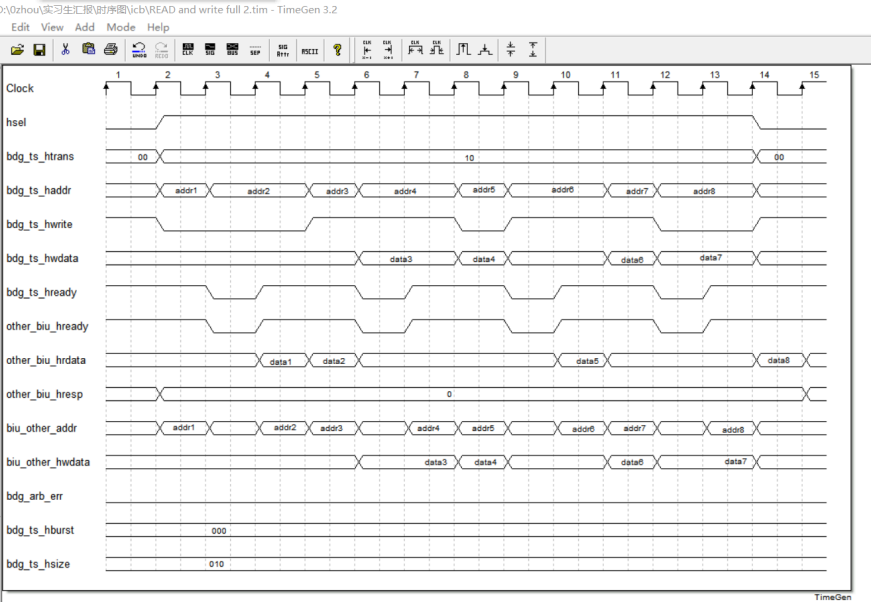 D:\0zhou\实习生汇报\时序图\icb\READ and write full 2.tim - TimeGen 3.2
Edit View Add Mode Help
UNDO REDO CLK SIG BUS SEP SIG Attr ASCII ? CLK CLK CLK CLK
1 2 3 4 5 6 7 8 9 10 11 12 13 14 15
Clock
hsel
bdg_ts_htrans 00 10 00
bdg_ts_haddr addr1 addr2 addr3 addr4 addr5 addr6 addr7 addr8
bdg_ts_hwrite
bdg_ts_hwdata data3 data4 data6 data7
bdg_ts_hready
other_biu_hready
other_biu_hrdata data1 data2 data5 data8
other_biu_hresp 0
biu_other_addr addr1 addr2 addr3 addr4 addr5 addr6 addr7 addr8
biu_other_hwdata data3 data4 data6 data7
bdg_arb_err
bdg_ts_hburst 000
bdg_ts_hsize 010
TimeGen